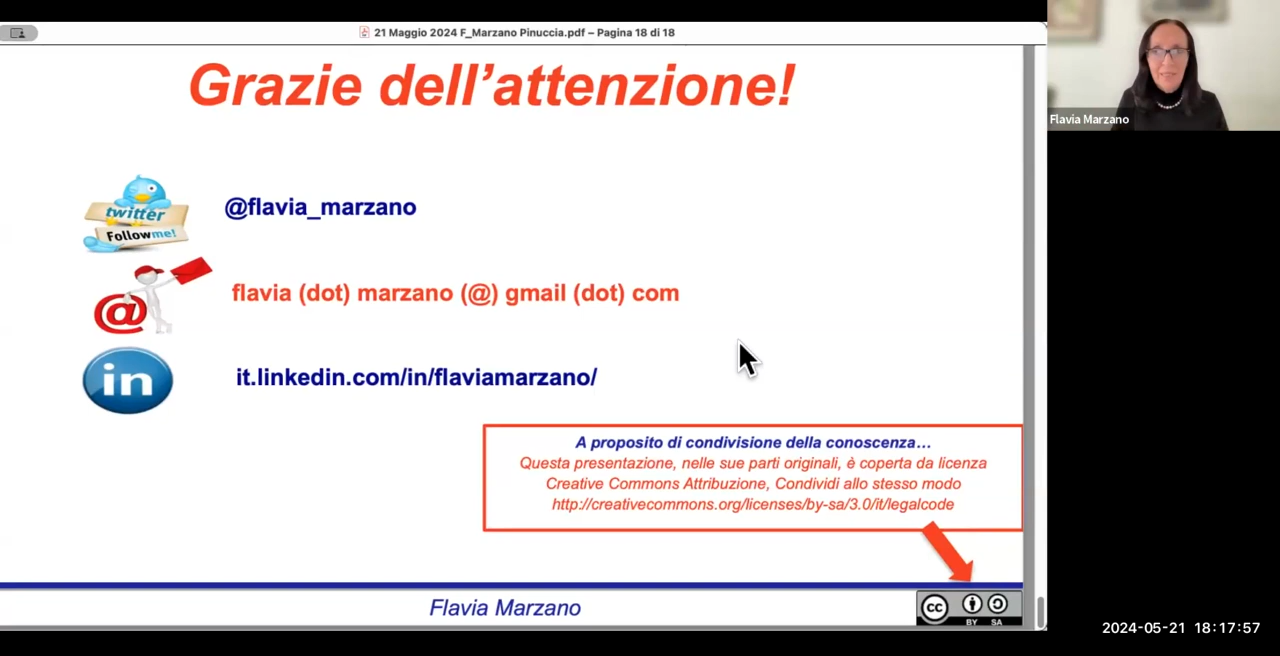 21 Maggio 2024 F_Marzano Pinuccia.pdf – Pagina 18 di 18
Grazie dell’attenzione!
Flavia Marzano
twitter
Followme!
@flavia_marzano
@
flavia (dot) marzano (@) gmail (dot) com
in
it.linkedin.com/in/flaviamarzano/
A proposito di condivisione della conoscenza…
Questa presentazione, nelle sue parti originali, è coperta da licenza
Creative Commons Attribuzione, Condividi allo stesso modo
http://creativecommons.org/licenses/by-sa/3.0/it/legalcode
Flavia Marzano
cc
BY SA
2024-05-21 18:17:57